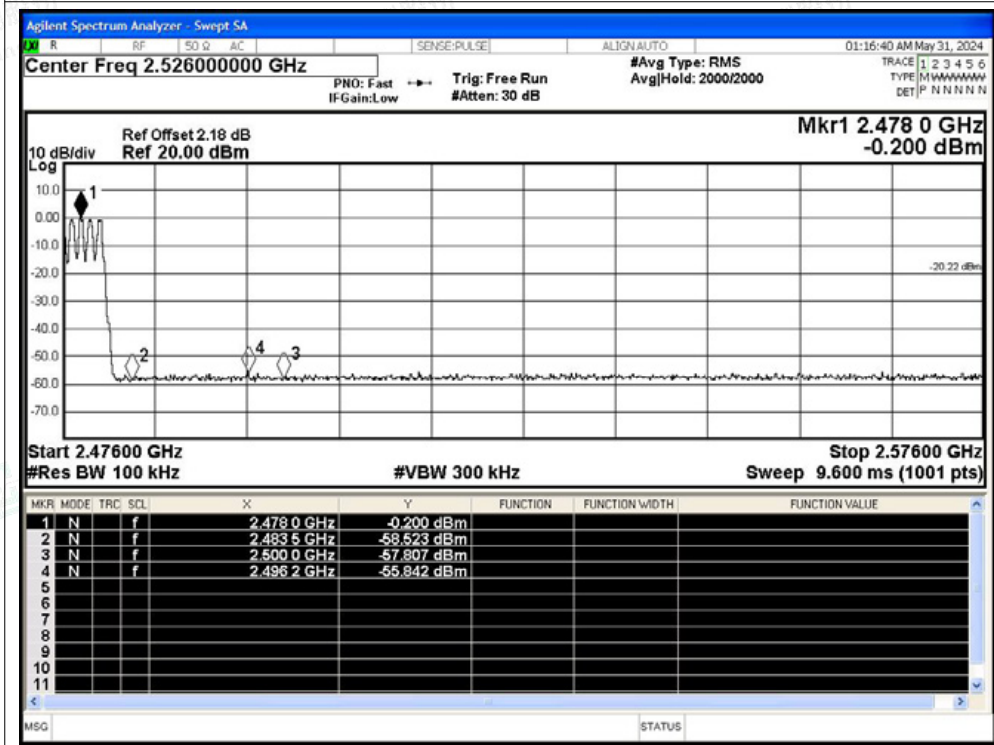 Agilent Spectrum Analyzer - Swept SA
R RF 50 Ω AC SENSE:PULSE ALIGN AUTO 01:16:40 AM May 31, 2024
Center Freq 2.526000000 GHz
#Avg Type: RMS
TRACE 1 2 3 4 5 6
PNO: Fast Trig: Free Run Avg|Hold: 2000/2000
TYPE M WWWWW
IFGain:Low #Atten: 30 dB
DET P N N N N N
Mkr1 2.478 0 GHz
Ref Offset 2.18 dB
10 dB/div Ref 20.00 dBm -0.200 dBm
Log
10.0
1
0.00
-10.0
-20.0
-20.22 dBm
-30.0
-40.0
-50.0
2 4 3
-60.0
-70.0
Start 2.47600 GHz Stop 2.57600 GHz
#Res BW 100 kHz #VBW 300 kHz Sweep 9.600 ms (1001 pts)
MKR MODE TRC SCL X Y FUNCTION FUNCTION WIDTH FUNCTION VALUE
1 N f 2.478 0 GHz -0.200 dBm
2 N f 2.483 5 GHz -58.523 dBm
3 N f 2.500 0 GHz -57.807 dBm
4 N f 2.496 2 GHz -55.842 dBm
5
6
7
8
9
10
11
MSG STATUS